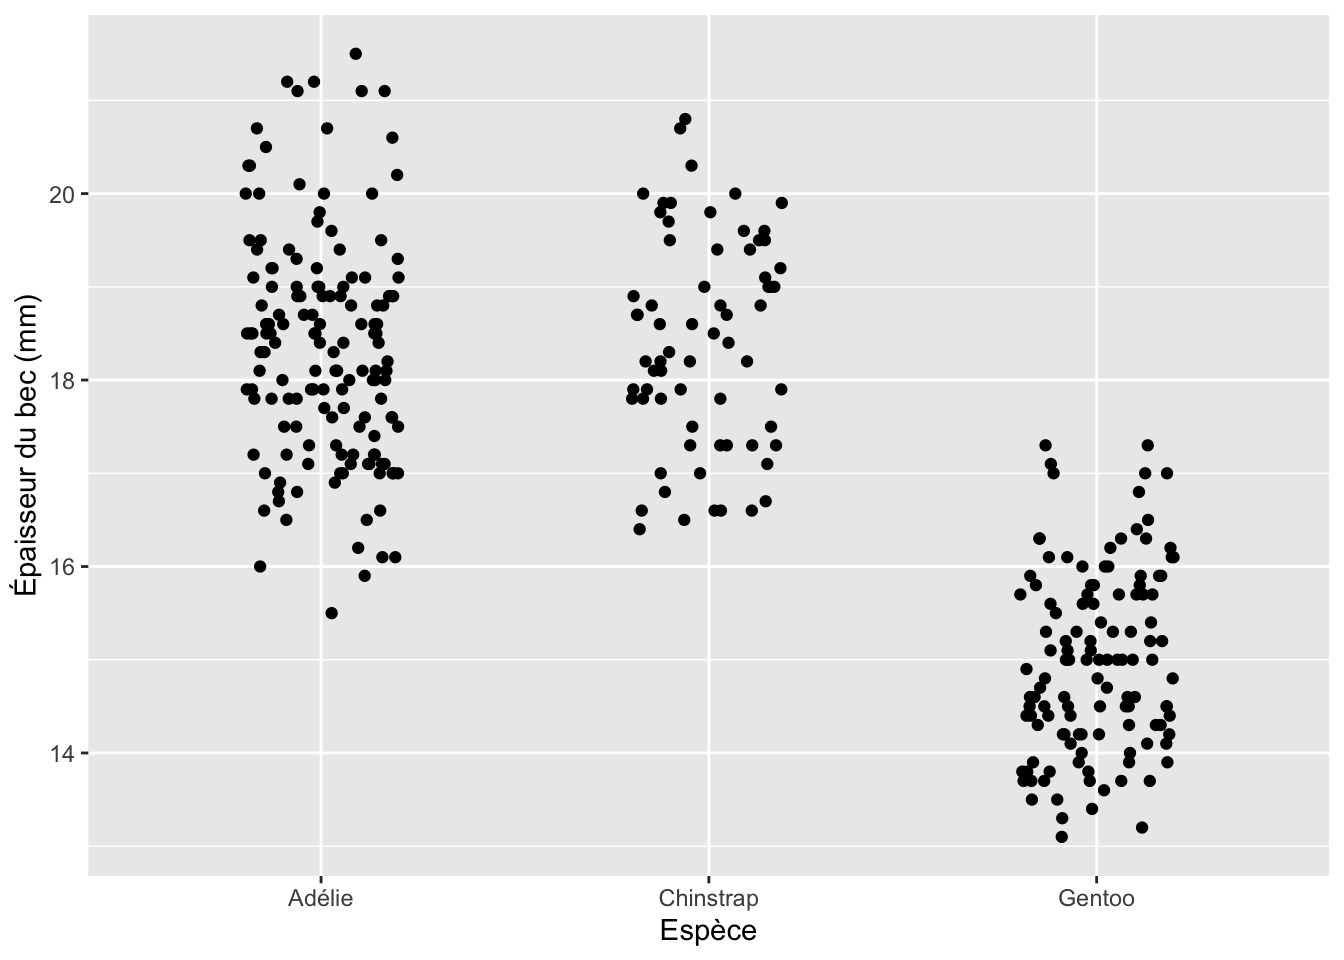 Épaisseur du bec (mm)
20
18
16
14
Adélie
Chinstrap
Gentoo
Espèce